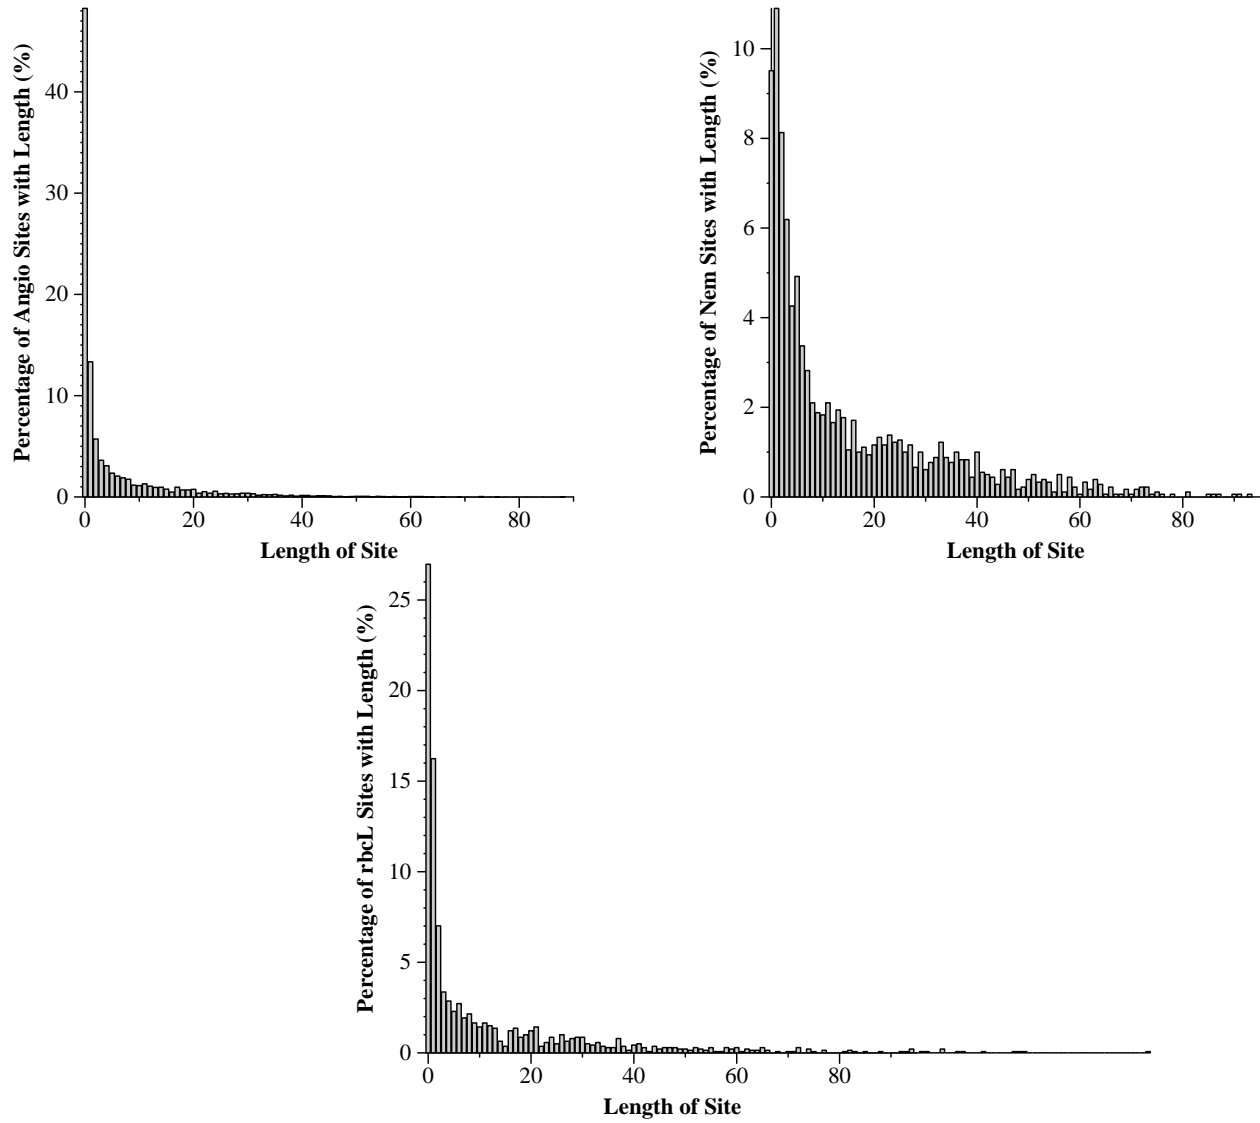 Percentage of Angio Sites with Length (%)
40
30
20
10
0
0 20 40 60 80
Length of Site
Percentage of Nem Sites with Length (%)
10
8
6
4
2
0
0 20 40 60 80
Length of Site
Percentage of rbcL Sites with Length (%)
25
20
15
10
5
0
0 20 40 60 80
Length of Site